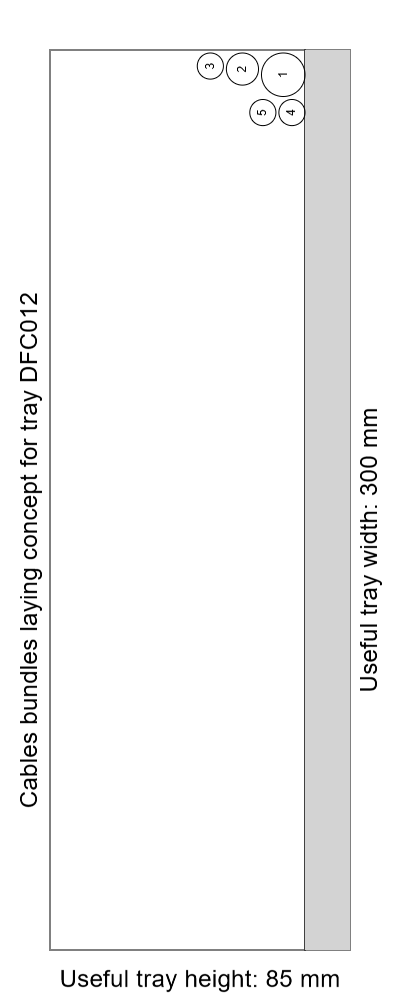 Cables bundles laying concept for tray DFC012
3
2
1
5
4
Useful tray width: 300 mm
Useful tray height: 85 mm